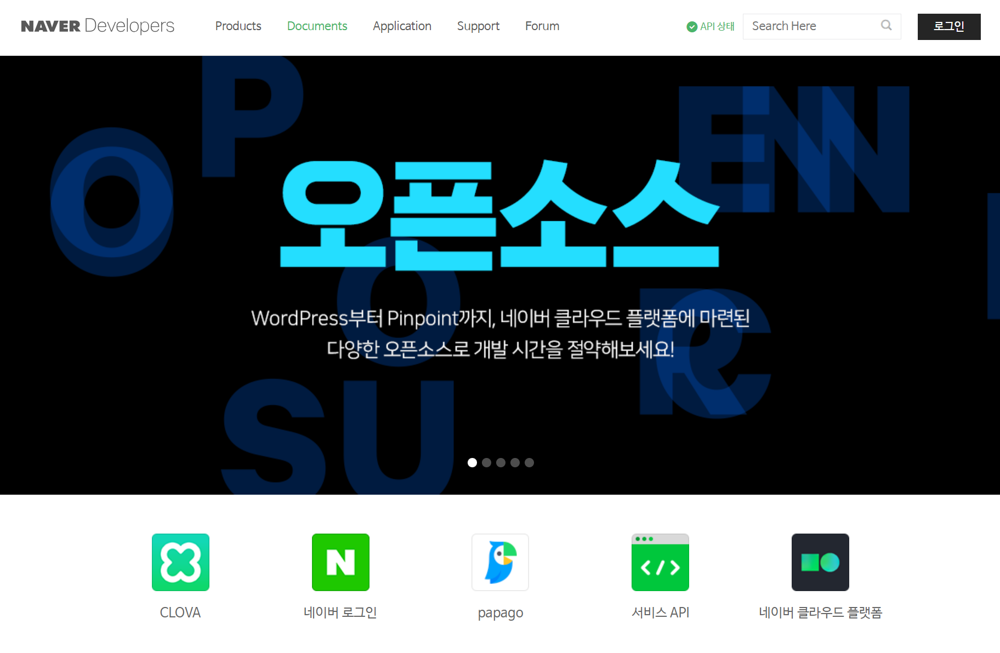 NAVER Developers
Products
Documents
Application
Support
Forum
API 상태
Search Here
로그인
OPEN
SOURC
오픈소스
WordPress부터 Pinpoint까지, 네이버 클라우드 플랫폼에 마련된
다양한 오픈소스로 개발 시간을 절약해보세요!
N
</>
CLOVA
네이버 로그인
papago
서비스 API
네이버 클라우드 플랫폼